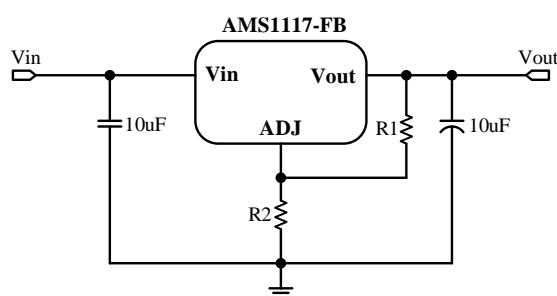 AMS1117-FB
Vin
Vout
Vin
Vout
10uF
R1
10uF
ADJ
R2